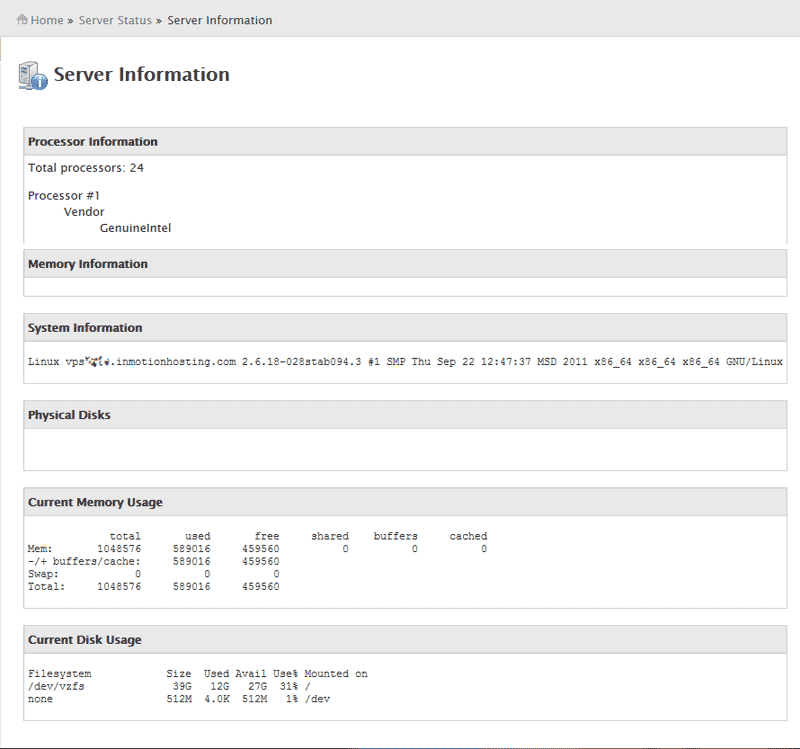 Home » Server Status » Server Information
Server Information
Processor Information
Total processors: 24
Processor #1
Vendor
GenuineIntel
Memory Information
System Information
Linux vps .inmotionhosting.com 2.6.18-028stab094.3 #1 SMP Thu Sep 22 12:47:37 MSD 2011 x86_64 x86_64 x86_64 GNU/Linux
Physical Disks
Current Memory Usage
total used free shared buffers cached
Mem: 1048576 589016 459560 0 0 0
-/+ buffers/cache: 589016 459560
Swap: 0 0 0
Total: 1048576 589016 459560
Current Disk Usage
Filesystem Size Used Avail Use% Mounted on
/dev/vzfs 39G 12G 27G 31% /
none 512M 4.0K 512M 1% /dev